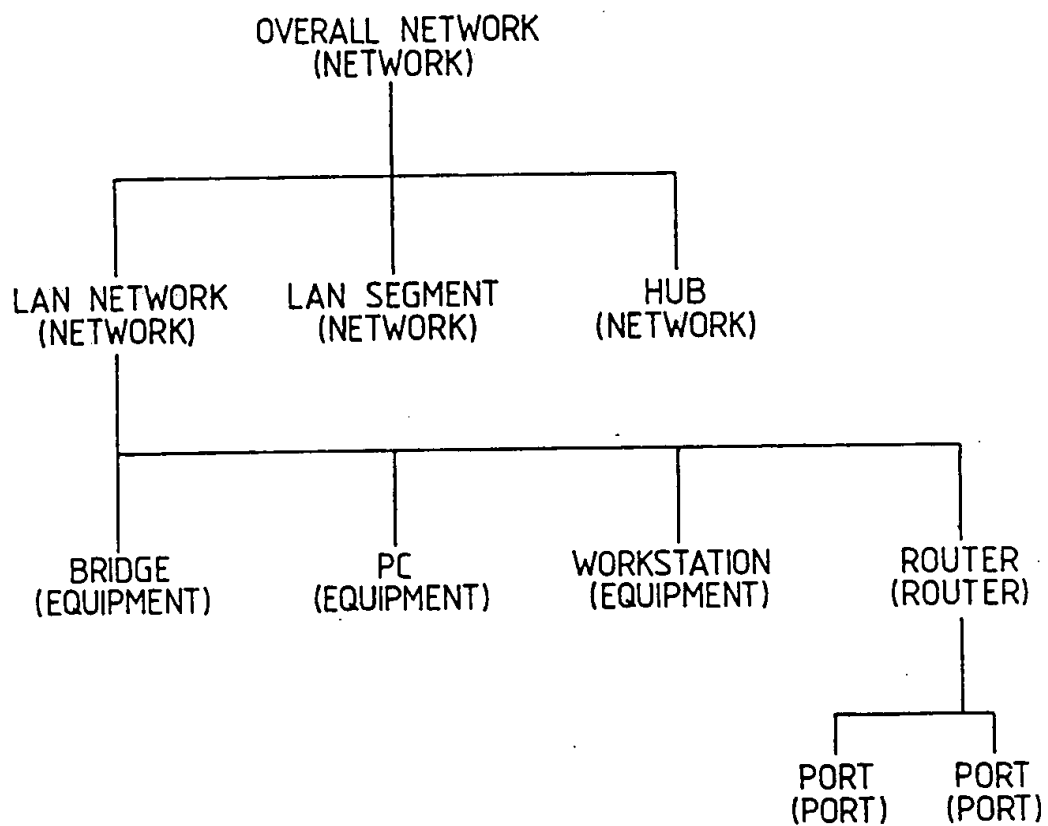 OVERALL NETWORK
(NETWORK)
LAN NETWORK
(NETWORK)
LAN SEGMENT
(NETWORK)
HUB
(NETWORK)
BRIDGE
(EQUIPMENT)
PC
(EQUIPMENT)
WORKSTATION
(EQUIPMENT)
ROUTER
(ROUTER)
PORT
(PORT)
PORT
(PORT)